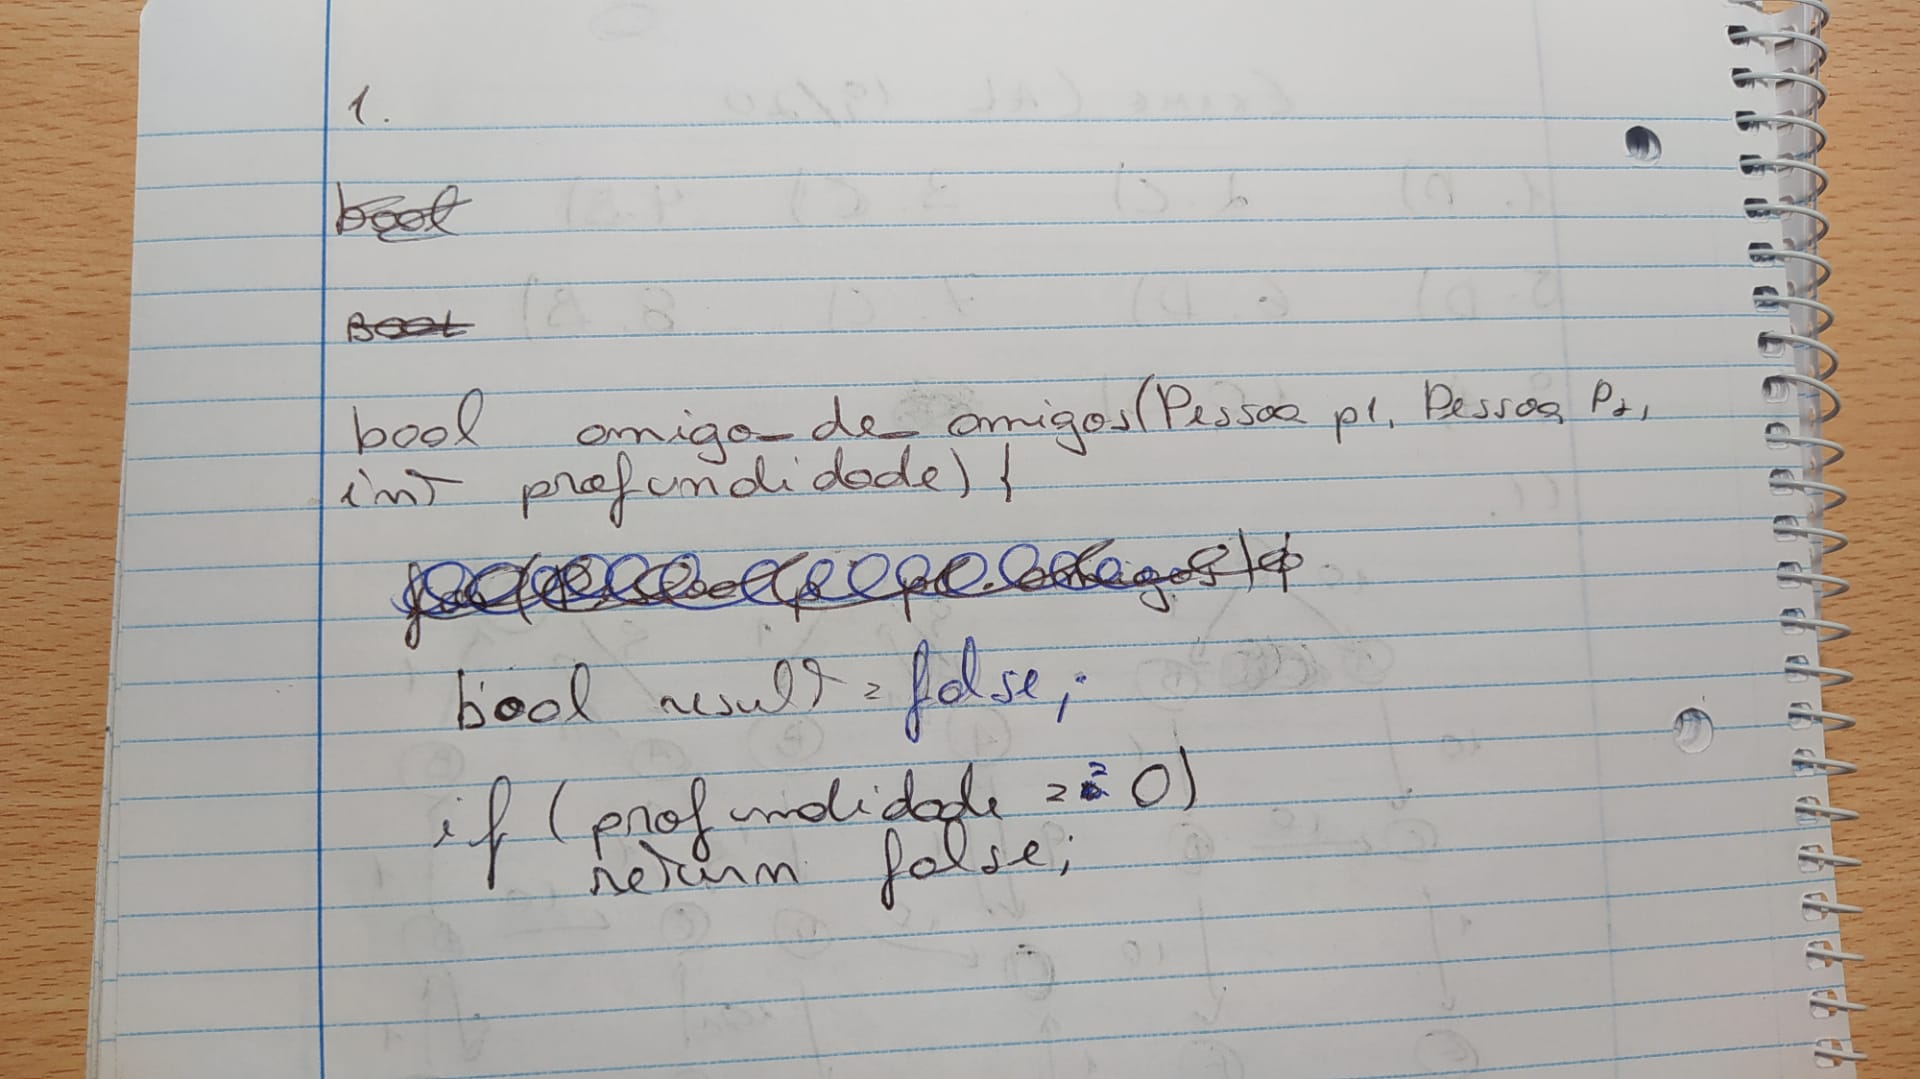 1.
bool
Bool
bool amigo_de_amigos(Pessoa p1, Pessoa P2,
int profundidade) {
bool result = false;
if (profundidade == 0)
return false;